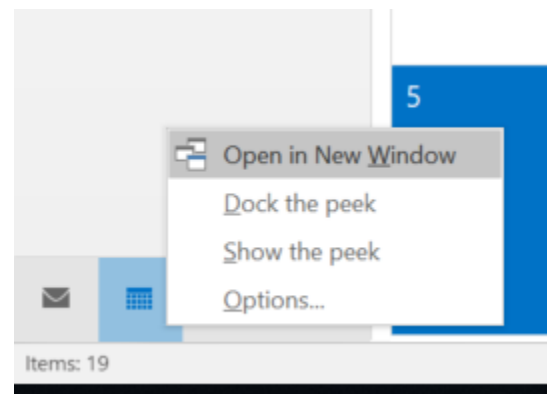 5
Open in New Window
Dock the peek
Show the peek
Options...
Items: 19